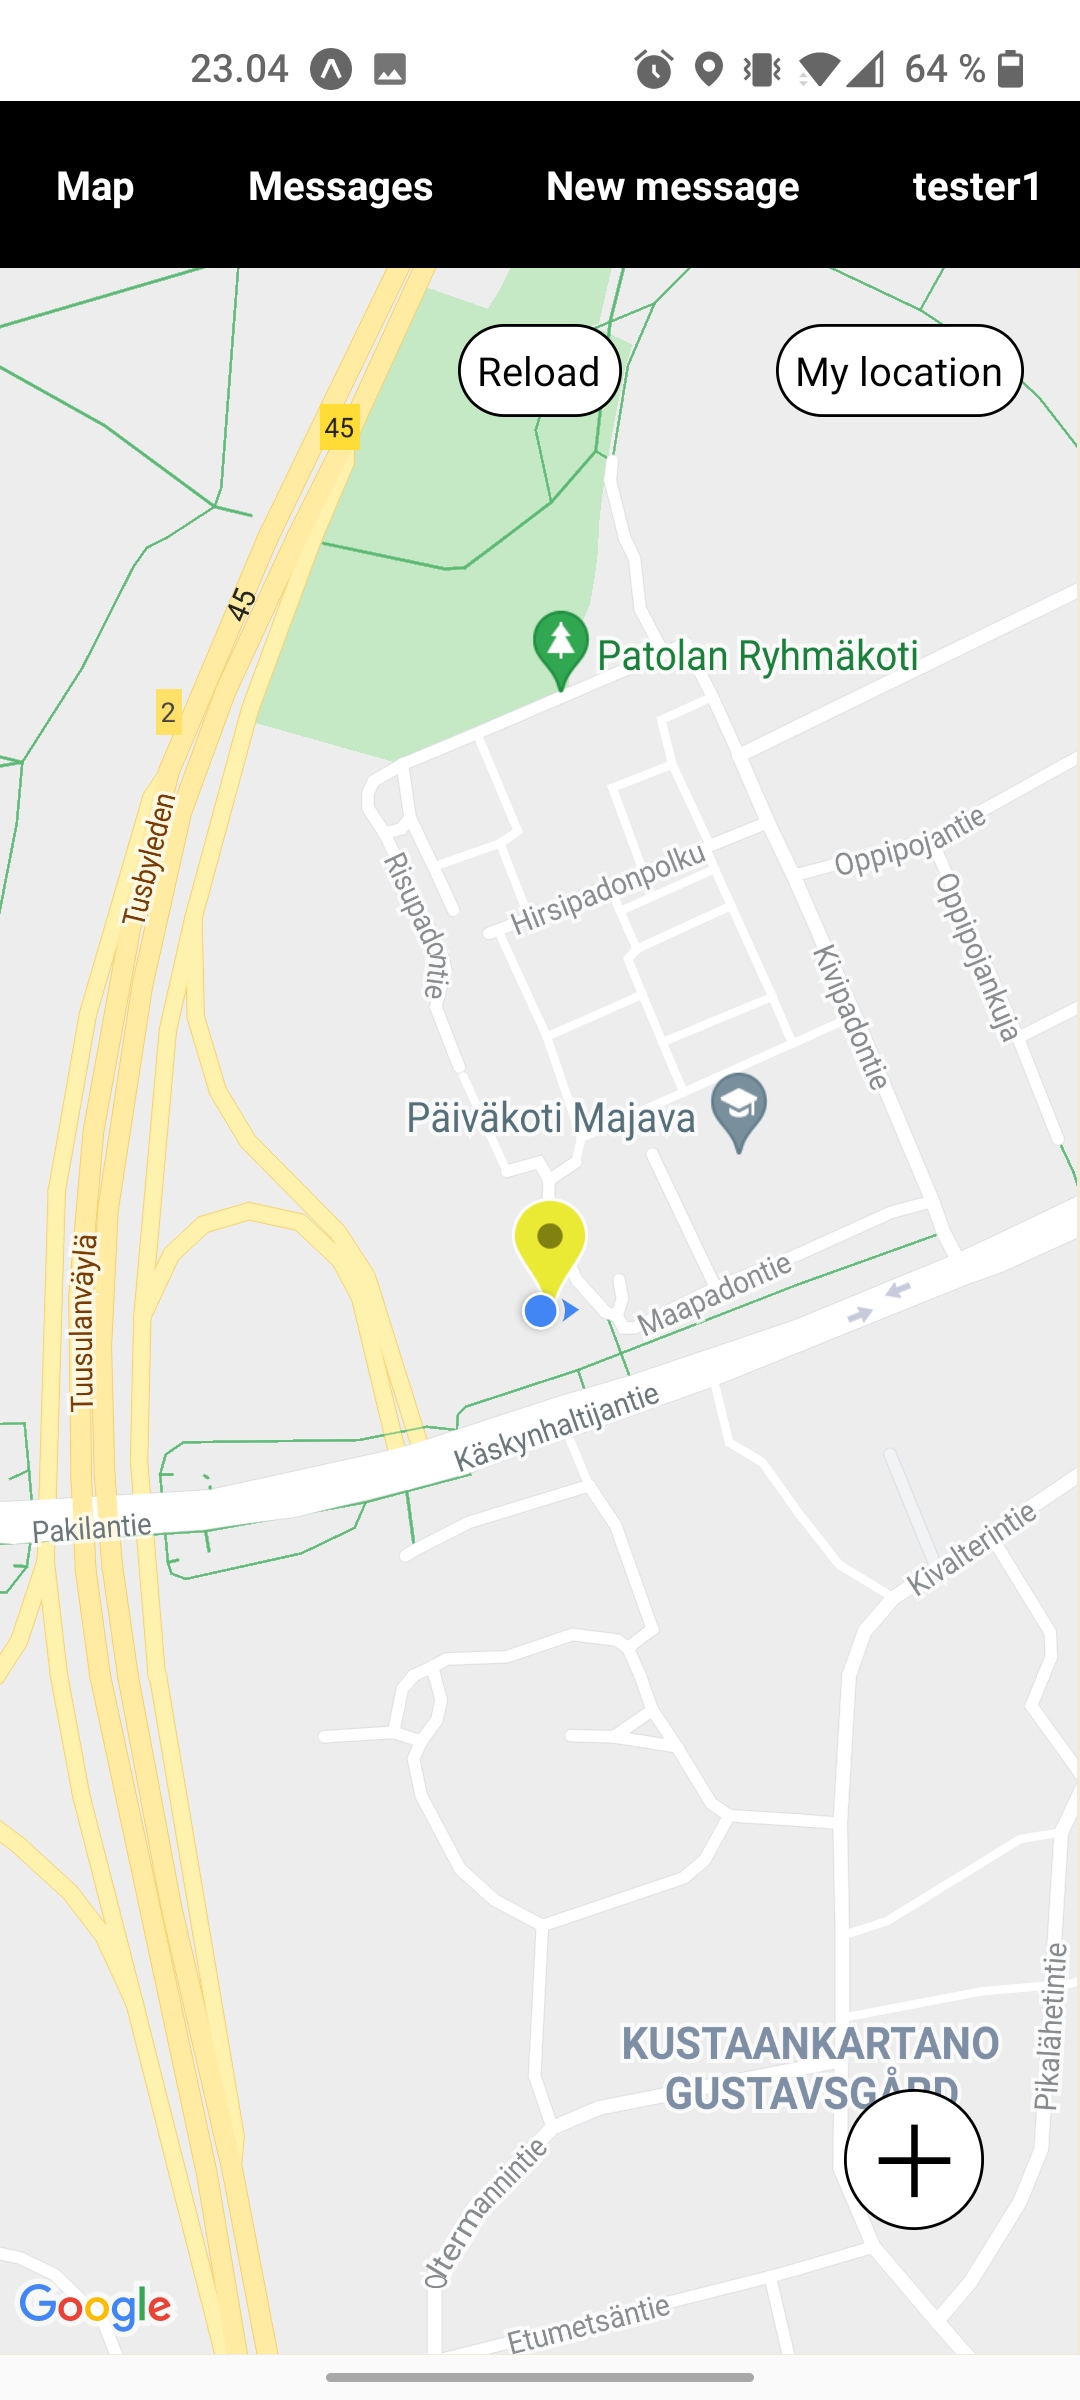 23.04
64 %
Map
Messages
New message
tester1
Reload
My location
45
45
Patolan Ryhmäkoti
2
Tusbyleden
Oppipojantie
Hirsipadonpolku
Risupadontie
Oppipojankuja
Kivipadontie
Päiväkoti Majava
Tuusulanväylä
Maapadontie
Käskynhaltijantie
Pakilantie
Kivalterintie
Pikalähetintie
KUSTAANKARTANO
GUSTAVSGÅRD
Oltermannintie
Etumetsäntie
Google